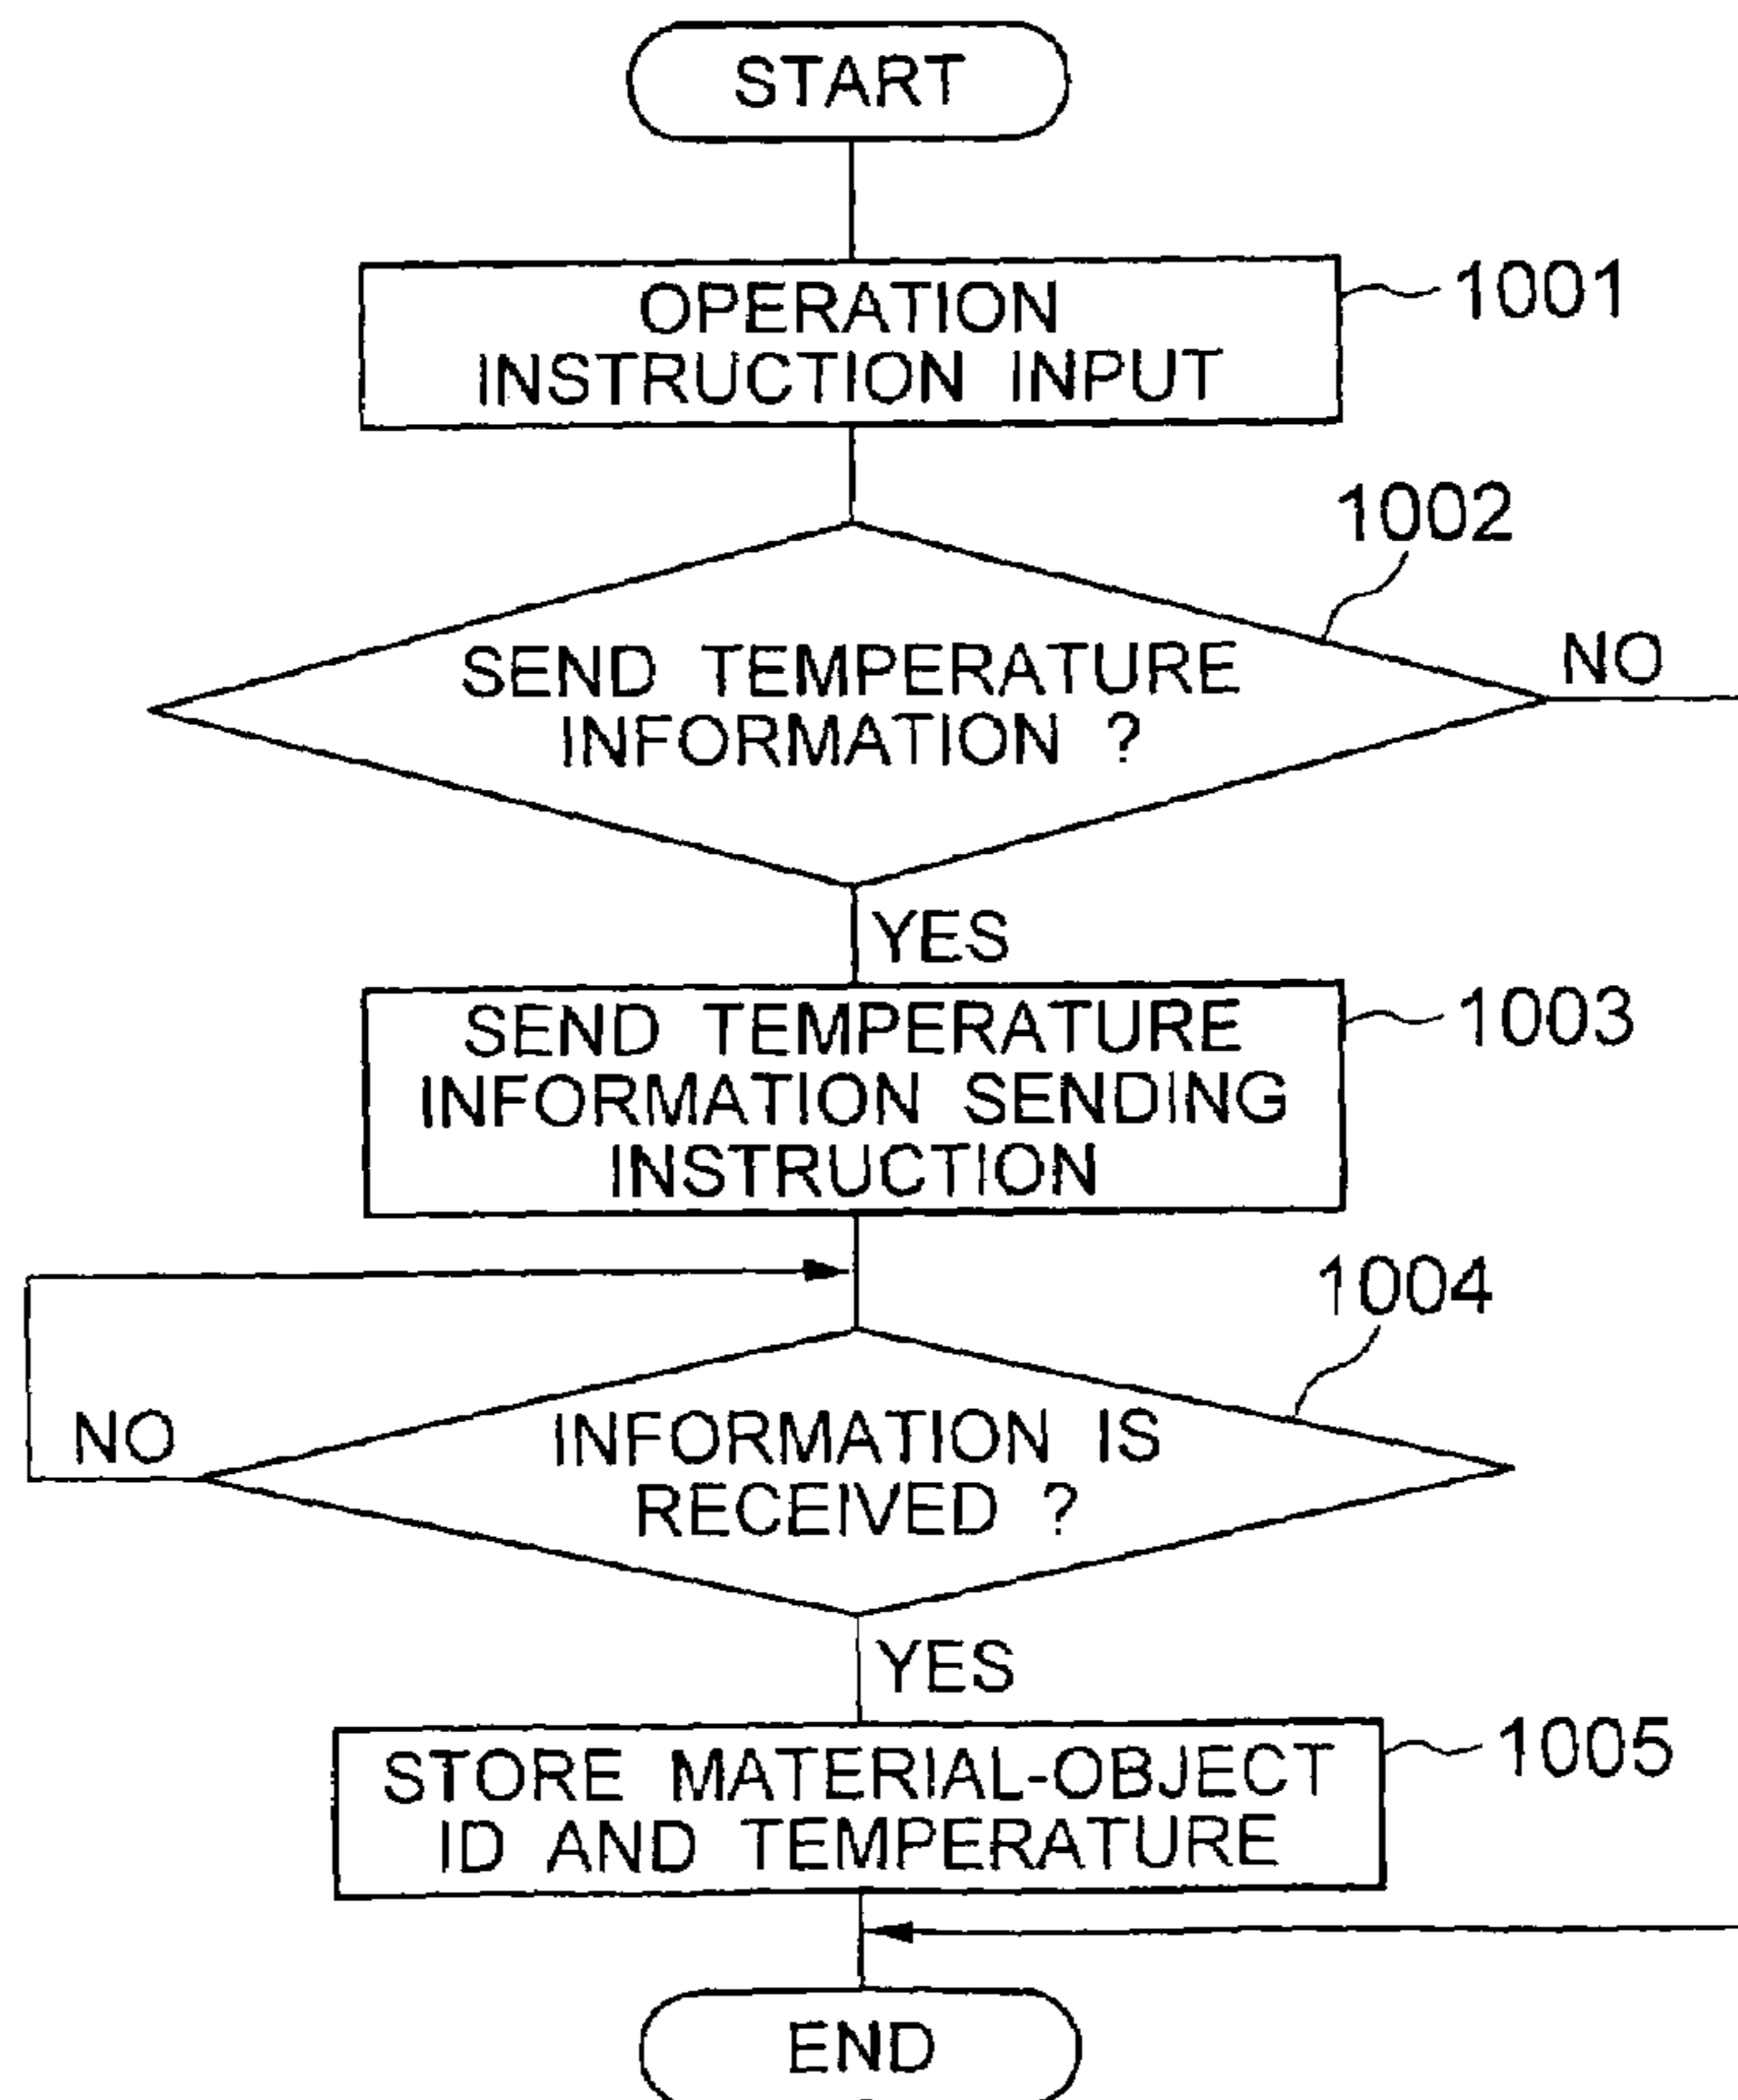 START
OPERATION
INSTRUCTION INPUT
1001
1002
SEND TEMPERATURE
INFORMATION ?
NO
YES
SEND TEMPERATURE
INFORMATION SENDING
INSTRUCTION
1003
1004
INFORMATION IS
RECEIVED ?
NO
YES
STORE MATERIAL-OBJECT
ID AND TEMPERATURE
1005
END